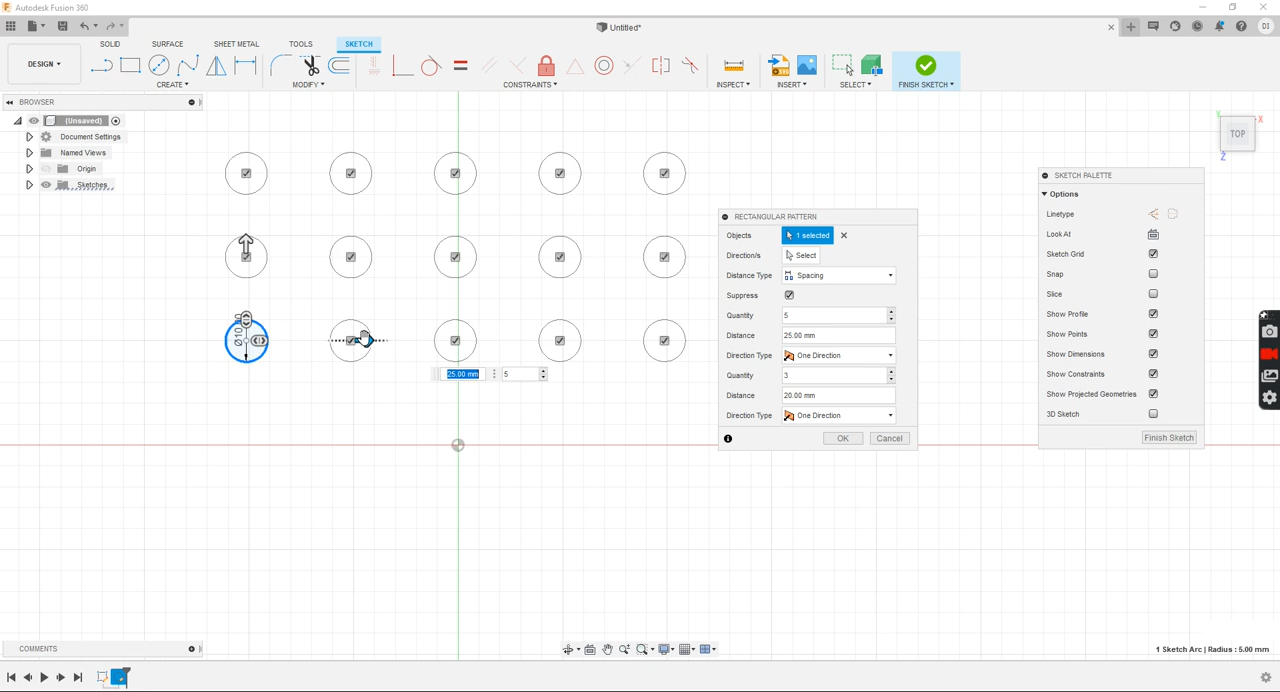 Autodesk Fusion 360
Untitled*
DI
DESIGN
SOLID
SURFACE
SHEET METAL
TOOLS
SKETCH
CREATE
MODIFY
CONSTRAINTS
INSPECT
INSERT
SELECT
FINISH SKETCH
BROWSER
(Unsaved)
Document Settings
Named Views
Origin
Sketches
TOP
X
Y
Z
25.00 mm
5
RECTANGULAR PATTERN
Objects
1 selected
Direction/s
Select
Distance Type
Spacing
Suppress
Quantity
5
Distance
25.00 mm
Direction Type
One Direction
Quantity
3
Distance
20.00 mm
Direction Type
One Direction
OK
Cancel
SKETCH PALETTE
Options
Linetype
Look At
Sketch Grid
Snap
Slice
Show Profile
Show Points
Show Dimensions
Show Constraints
Show Projected Geometries
3D Sketch
Finish Sketch
COMMENTS
1 Sketch Arc | Radius : 5.00 mm